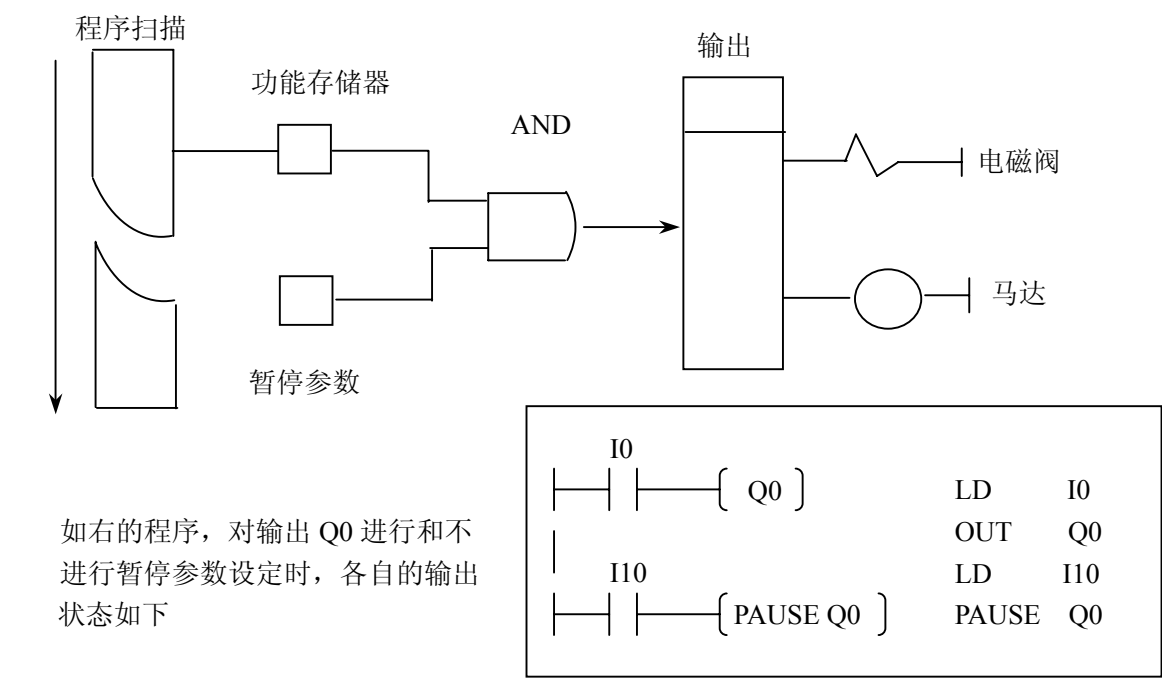 程序扫描
输出
功能存储器
AND
电磁阀
马达
暂停参数
如右的程序，对输出 Q0 进行和不
进行暂停参数设定时，各自的输出
状态如下
I0
Q0
LD I0
OUT Q0
I10
LD I10
PAUSE Q0
PAUSE Q0